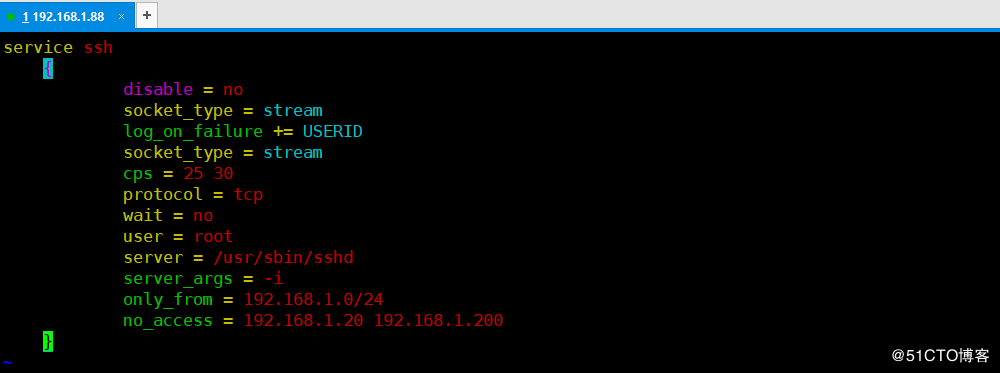 1 192.168.1.88 × +
service ssh
{
disable = no
socket_type = stream
log_on_failure += USERID
socket_type = stream
cps = 25 30
protocol = tcp
wait = no
user = root
server = /usr/sbin/sshd
server_args = -i
only_from = 192.168.1.0/24
no_access = 192.168.1.20 192.168.1.200
}
~
@51CTO博客